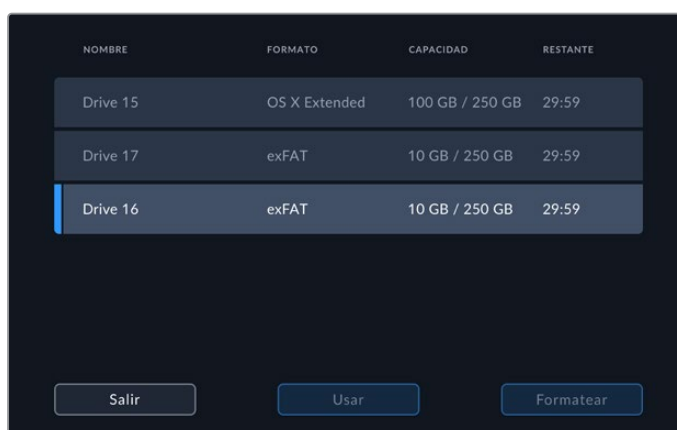 NOMBRE FORMATO CAPACIDAD RESTANTE
Drive 15 OS X Extended 100 GB / 250 GB 29:59
Drive 17 exFAT 10 GB / 250 GB 29:59
Drive 16 exFAT 10 GB / 250 GB 29:59
Salir Usar Formatear